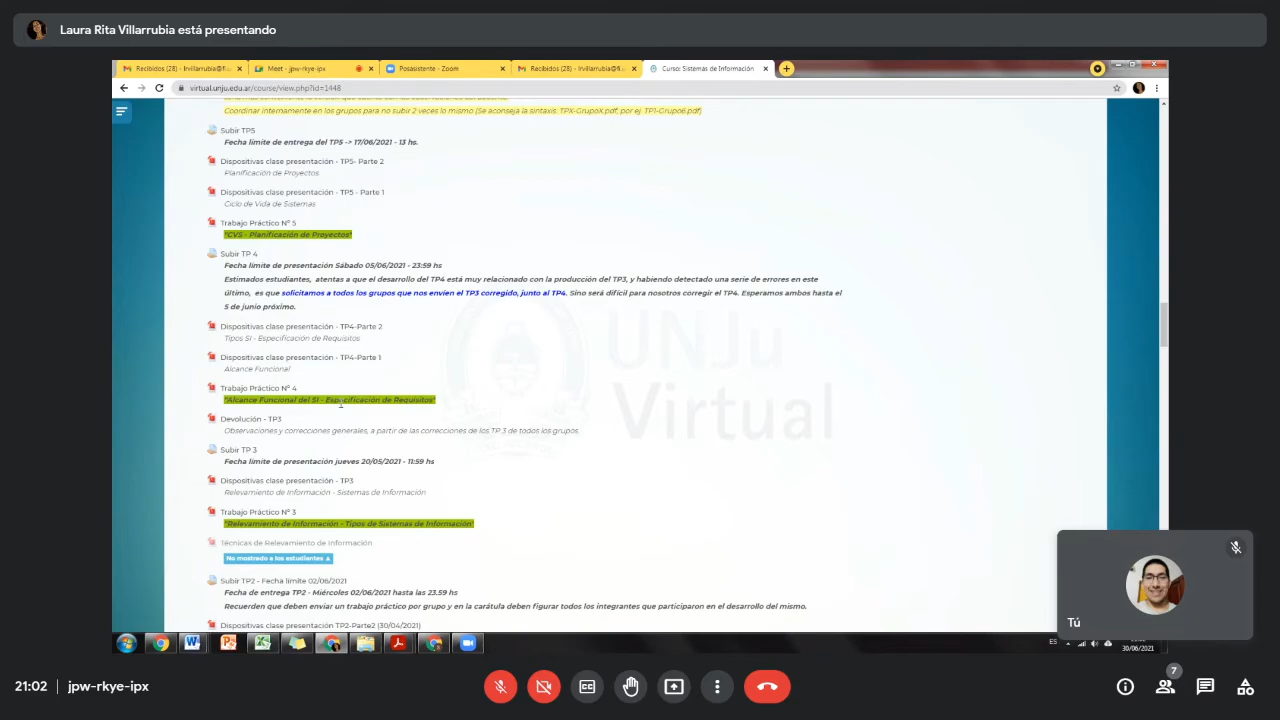 Laura Rita Villarrubia está presentando
Recibidos (28) - lrvillarrubia@fi.
Meet - jpw-rkye-ipx
Posasistente - Zoom
Recibidos (28) - lrvillarrubia@fi.
Curso: Sistemas de Información
virtual.unju.edu.ar/course/view.php?id=1448
Coordinar internamente en los grupos para no subir 2 veces lo mismo (Se aconseja la sintaxis: TPX-GrupoX.pdf; por ej. TP1-Grupo6.pdf)
Subir TP5
Fecha límite de entrega del TP5 -> 17/06/2021 - 13 hs.
Dispositivas clase presentación - TP5- Parte 2
Planificación de Proyectos
Dispositivas clase presentación - TP5 - Parte 1
Ciclo de Vida de Sistemas
Trabajo Práctico Nº 5
"CVS - Planificación de Proyectos"
Subir TP 4
Fecha límite de presentación Sábado 05/06/2021 - 23:59 hs
Estimados estudiantes, atentas a que el desarrollo del TP4 está muy relacionado con la producción del TP3, y habiendo detectado una serie de errores en este
último, es que solicitamos a todos los grupos que nos envíen el TP3 corregido, junto al TP4. Sino será difícil para nosotros corregir el TP4. Esperamos ambos hasta el
5 de junio próximo.
Dispositivas clase presentación - TP4-Parte 2
Tipos SI - Especificación de Requisitos
Dispositivas clase presentación - TP4-Parte 1
Alcance Funcional
Trabajo Práctico Nº 4
"Alcance Funcional del SI - Especificación de Requisitos"
Devolución - TP3
Observaciones y correcciones generales, a partir de las correcciones de los TP 3 de todos los grupos.
Subir TP 3
Fecha límite de presentación jueves 20/05/2021 - 11:59 hs
Dispositivas clase presentación - TP3
Relevamiento de Información - Sistemas de Información
Trabajo Práctico Nº 3
"Relevamiento de Información - Tipos de Sistemas de Información"
Técnicas de Relevamiento de Información
No mostrado a los estudiantes
Subir TP2 - Fecha límite 02/06/2021
Fecha de entrega TP2 - Miércoles 02/06/2021 hasta las 23.59 hs
Recuerden que deben enviar un trabajo práctico por grupo y en la carátula deben figurar todos los integrantes que participaron en el desarrollo del mismo.
Dispositivas clase presentación TP2-Parte2 (30/04/2021)
UNJu
Virtual
Tú
ES
30/06/2021
21:02
jpw-rkye-ipx
7